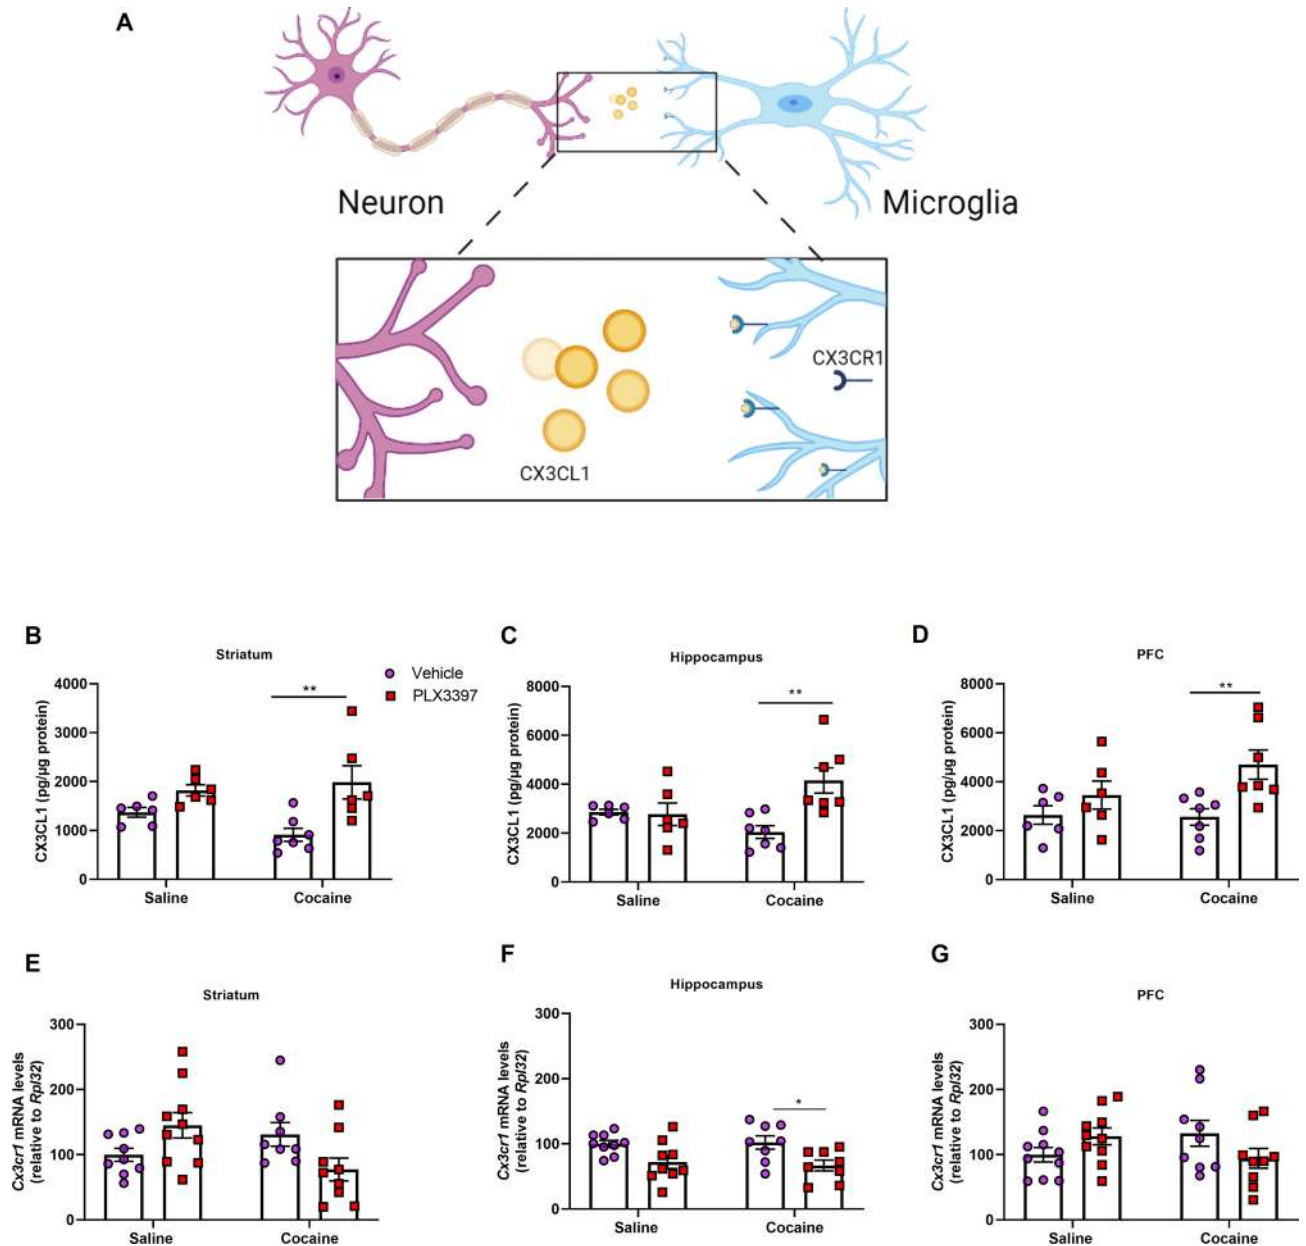 A
Neuron
Microglia
CX3CR1
CX3CL1
B
Striatum
Vehicle
PLX3397
CX3CL1 (pg/µg protein)
4000
3000
2000
1000
0
**
Saline
Cocaine
C
Hippocampus
CX3CL1 (pg/µg protein)
8000
6000
4000
2000
0
**
Saline
Cocaine
D
PFC
CX3CL1 (pg/µg protein)
8000
6000
4000
2000
0
**
Saline
Cocaine
E
Striatum
Cx3cr1 mRNA levels
(relative to Rpl32)
300
200
100
0
Saline
Cocaine
F
Hippocampus
Cx3cr1 mRNA levels
(relative to Rpl32)
300
200
100
0
*
Saline
Cocaine
G
PFC
Cx3cr1 mRNA levels
(relative to Rpl32)
300
200
100
0
Saline
Cocaine